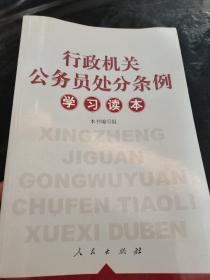 行政机关
公务员处分条例
学习读本
本书编写组
XINGZHENG
JIGUAN
GONGWUYUAN
CHUFEN TIAOLI
XUEXI DUBEN
人民出版社